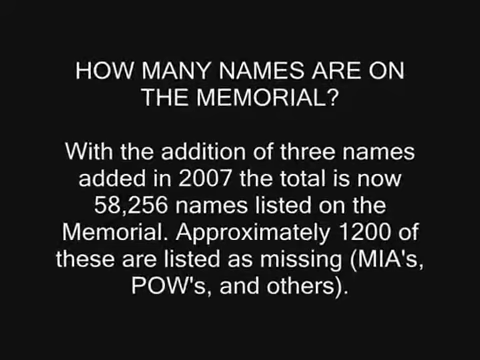 HOW MANY NAMES ARE ON
THE MEMORIAL?
With the addition of three names
added in 2007 the total is now
58,256 names listed on the
Memorial. Approximately 1200 of
these are listed as missing (MIA's,
POW's, and others).